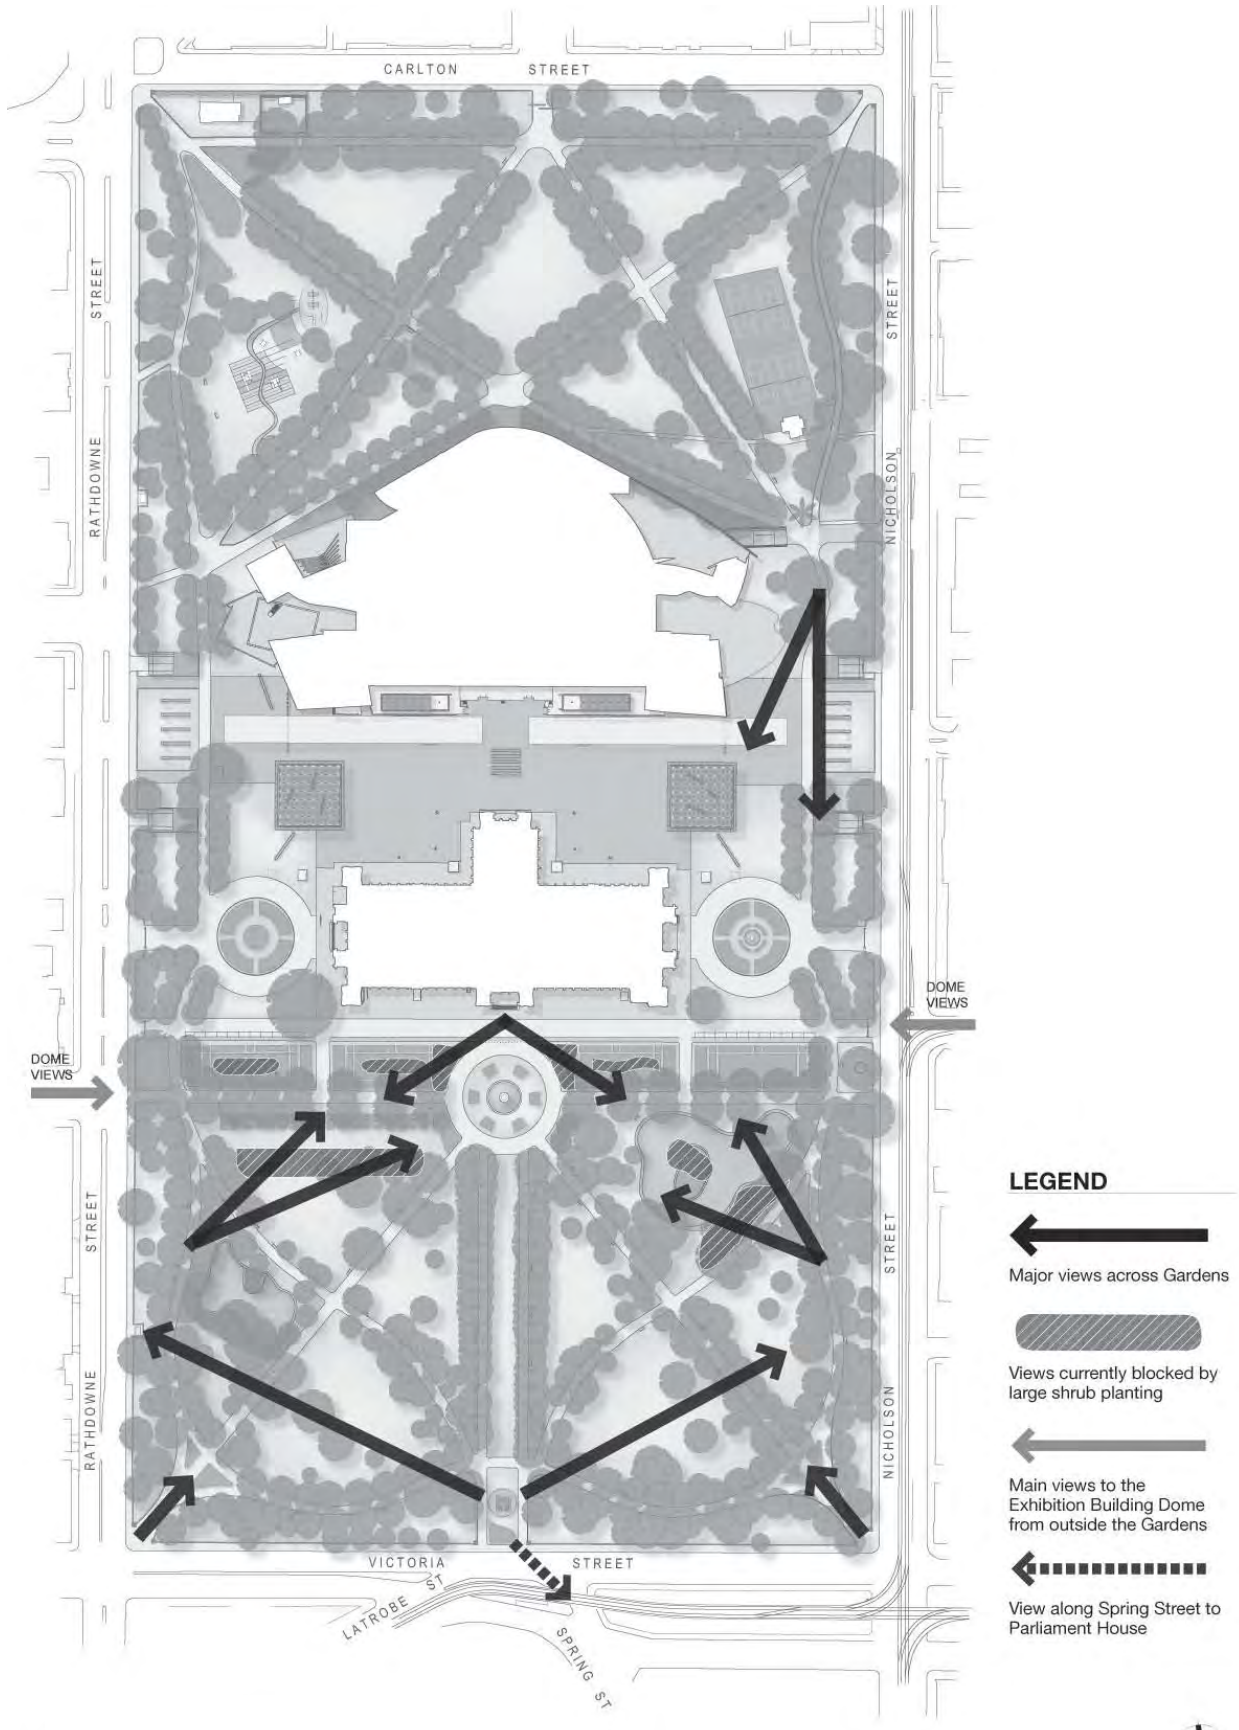 CARLTON STREET
STREET
RATHDOWNE
STREET
NICHOLSON
DOME
VIEWS
DOME
VIEWS
STREET
RATHDOWNE
STREET
NICHOLSON
VICTORIA STREET
LATROBE ST
SPRING ST
LEGEND
Major views across Gardens
Views currently blocked by
large shrub planting
Main views to the
Exhibition Building Dome
from outside the Gardens
View along Spring Street to
Parliament House